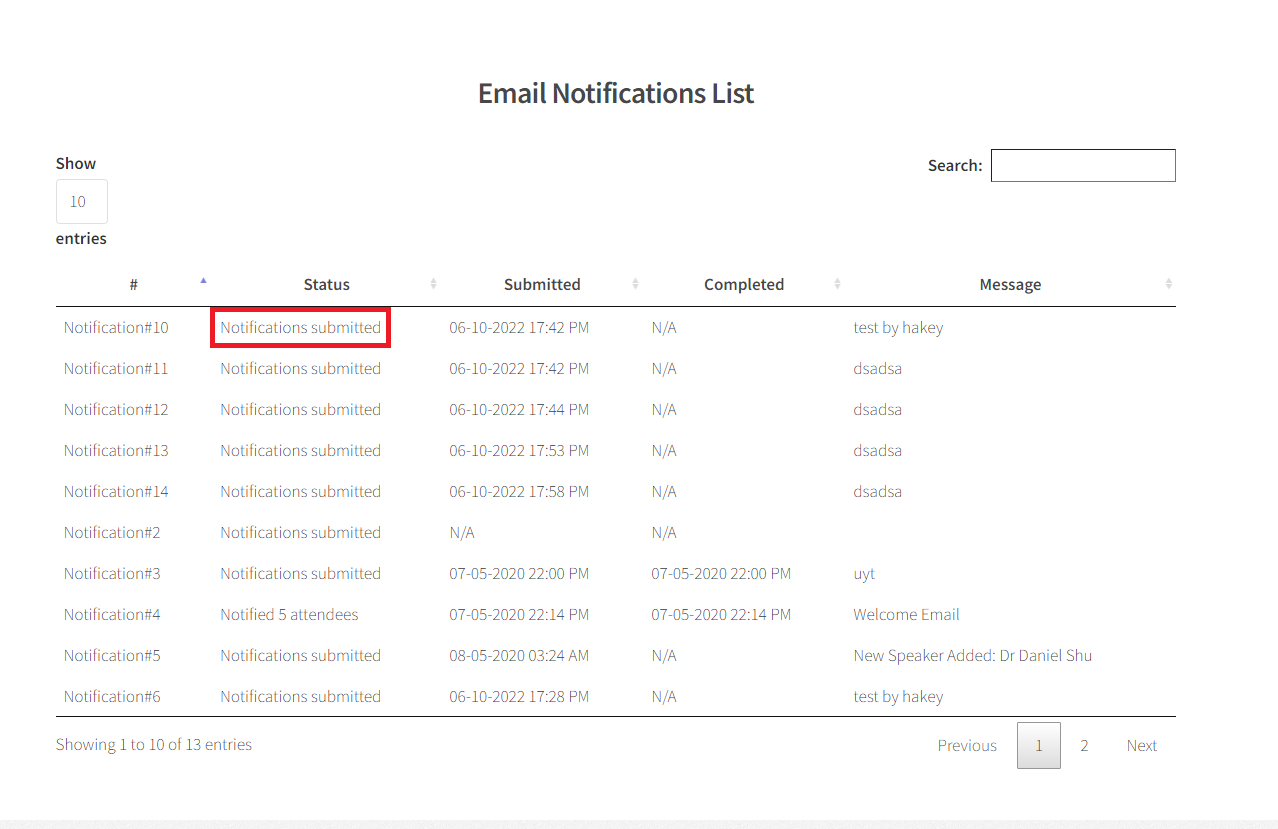 Email Notifications List
Show
Search:
10
entries
# Status Submitted Completed Message
Notification#10 Notifications submitted 06-10-2022 17:42 PM N/A test by hakey
Notification#11 Notifications submitted 06-10-2022 17:42 PM N/A dsadsa
Notification#12 Notifications submitted 06-10-2022 17:44 PM N/A dsadsa
Notification#13 Notifications submitted 06-10-2022 17:53 PM N/A dsadsa
Notification#14 Notifications submitted 06-10-2022 17:58 PM N/A dsadsa
Notification#2 Notifications submitted N/A N/A
Notification#3 Notifications submitted 07-05-2020 22:00 PM 07-05-2020 22:00 PM uyt
Notification#4 Notified 5 attendees 07-05-2020 22:14 PM 07-05-2020 22:14 PM Welcome Email
Notification#5 Notifications submitted 08-05-2020 03:24 AM N/A New Speaker Added: Dr Daniel Shu
Notification#6 Notifications submitted 06-10-2022 17:28 PM N/A test by hakey
Showing 1 to 10 of 13 entries
Previous 1 2 Next